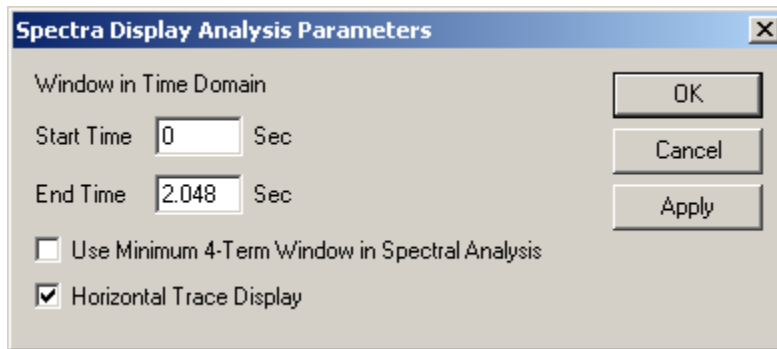 Spectra Display Analysis Parameters
Window in Time Domain
Start Time 0 Sec
End Time 2.048 Sec
Use Minimum 4-Term Window in Spectral Analysis
Horizontal Trace Display
OK
Cancel
Apply